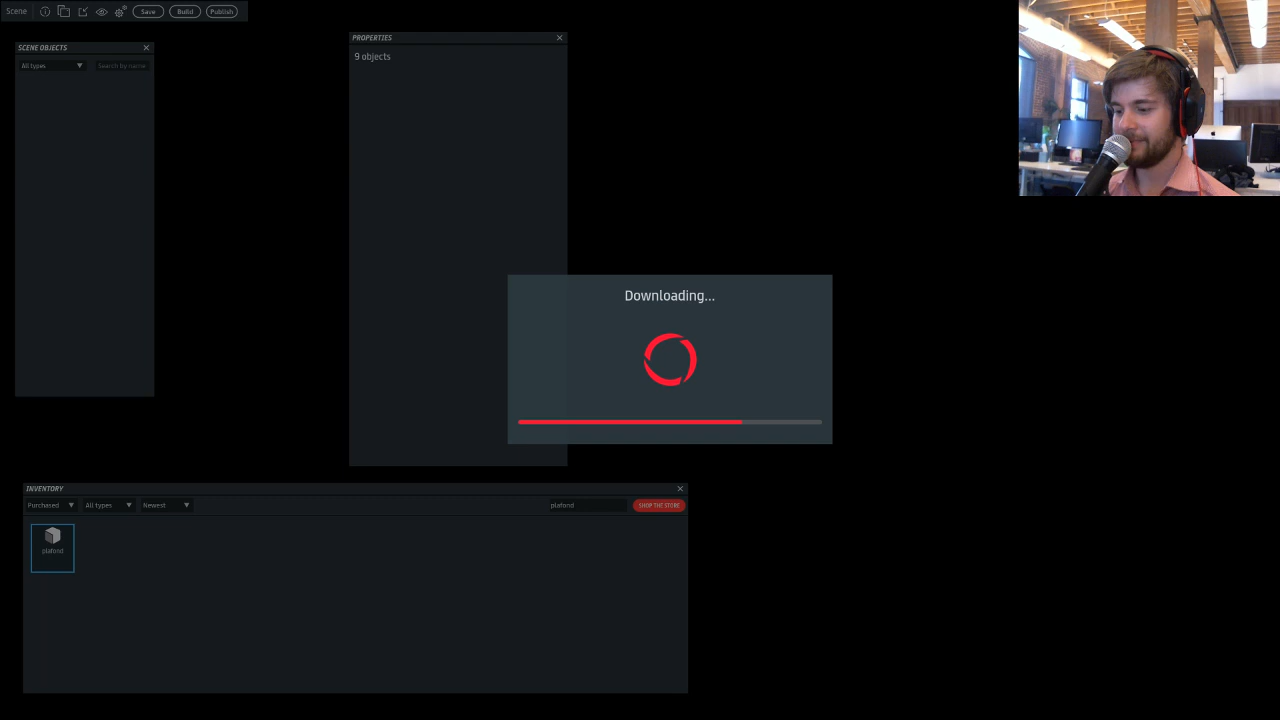 Scene Save Build Publish
SCENE OBJECTS
All types Search by name
PROPERTIES
9 objects
Downloading...
INVENTORY
Purchased All types Newest plafond SHOP THE STORE
plafond